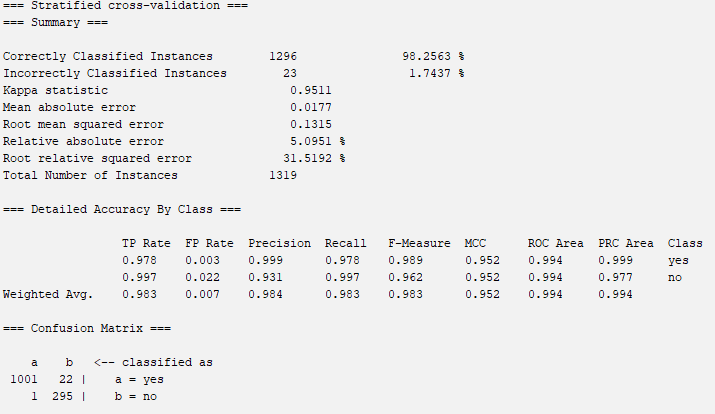 === Stratified cross-validation ===
=== Summary ===
Correctly Classified Instances 1296 98.2563 %
Incorrectly Classified Instances 23 1.7437 %
Kappa statistic 0.9511
Mean absolute error 0.0177
Root mean squared error 0.1315
Relative absolute error 5.0951 %
Root relative squared error 31.5192 %
Total Number of Instances 1319
=== Detailed Accuracy By Class ===
TP Rate FP Rate Precision Recall F-Measure MCC ROC Area PRC Area Class
0.978 0.003 0.999 0.978 0.989 0.952 0.994 0.999 yes
0.997 0.022 0.931 0.997 0.962 0.952 0.994 0.977 no
Weighted Avg. 0.983 0.007 0.984 0.983 0.983 0.952 0.994 0.994
=== Confusion Matrix ===
a b <-- classified as
1001 22 | a = yes
1 295 | b = no